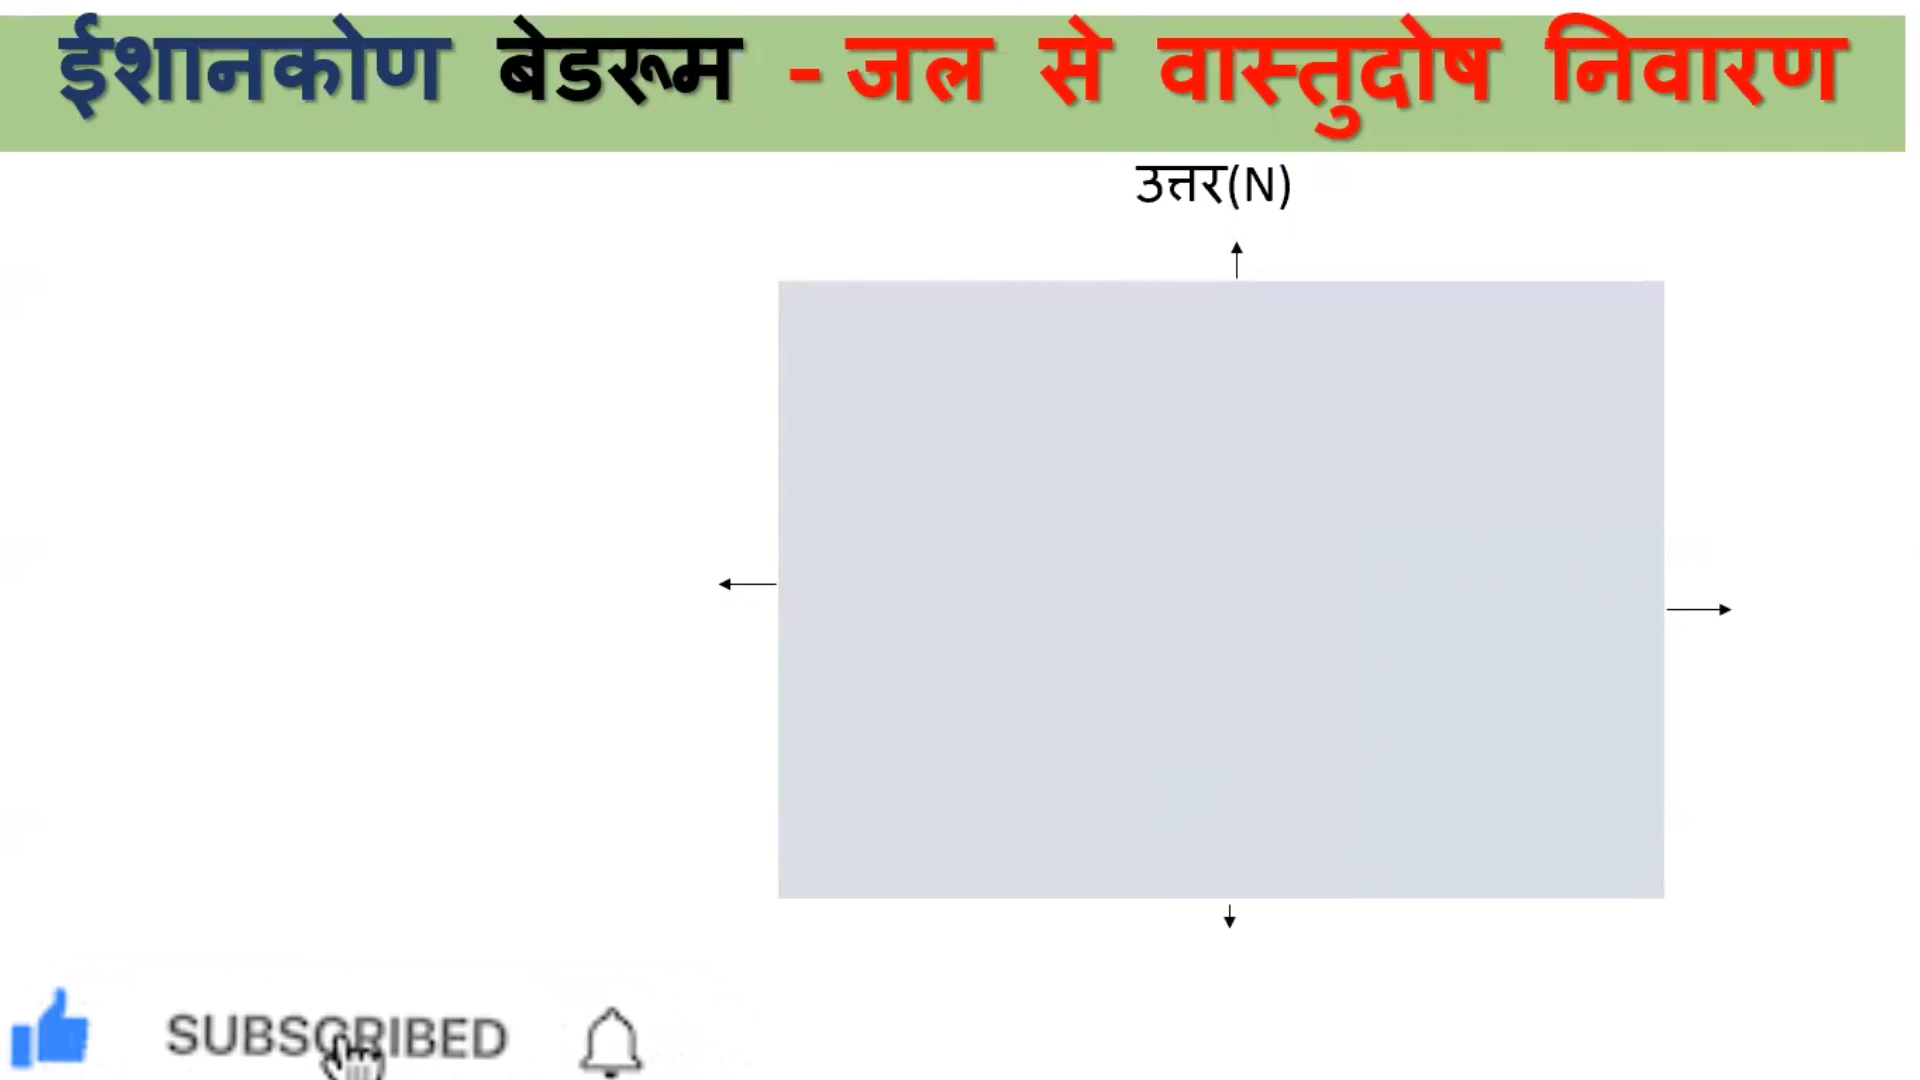 ईशानकोण बेडरूम - जल से वास्तुदोष निवारण
उत्तर(N)
SUBSCRIBED